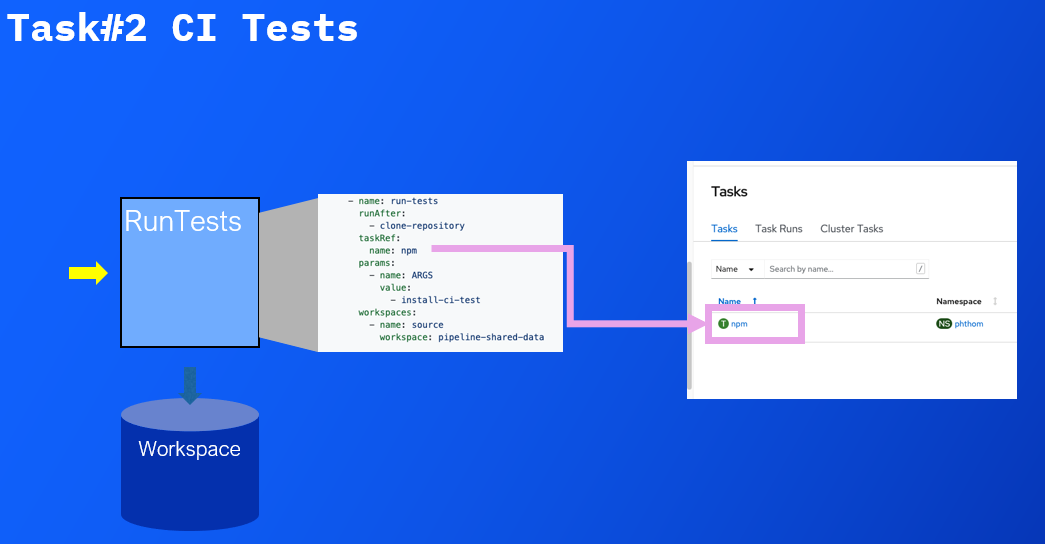 Task#2 CI Tests
RunTests
Workspace
- name: run-tests
runAfter:
- clone-repository
taskRef:
name: npm
params:
- name: ARGS
value:
- install-ci-test
workspaces:
- name: source
workspace: pipeline-shared-data
Tasks
Tasks Task Runs Cluster Tasks
Name Search by name... /
Name Namespace
T npm NS phthom